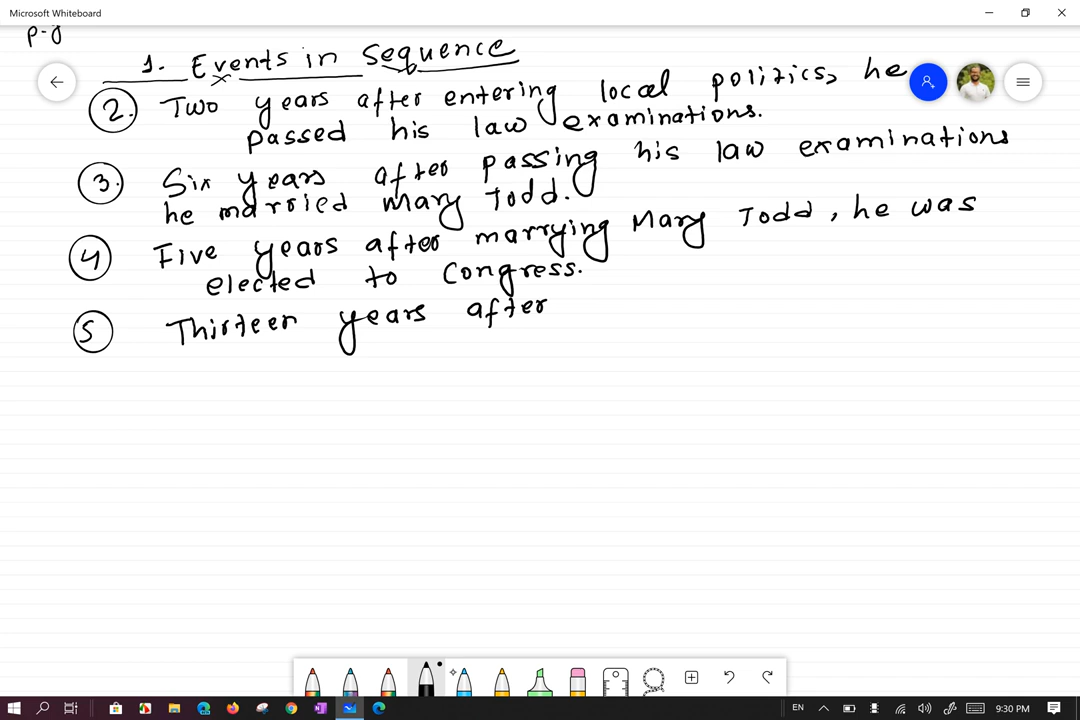 Microsoft Whiteboard
p-g
1. Events in Sequence
2. Two years after entering local politics, he
passed his law examinations.
3. Six years after passing his law examinations
he married Mary Todd.
4 Five years after marrying Mary Todd, he was
elected to Congress.
5 Thirteen years after
EN
9:30 PM